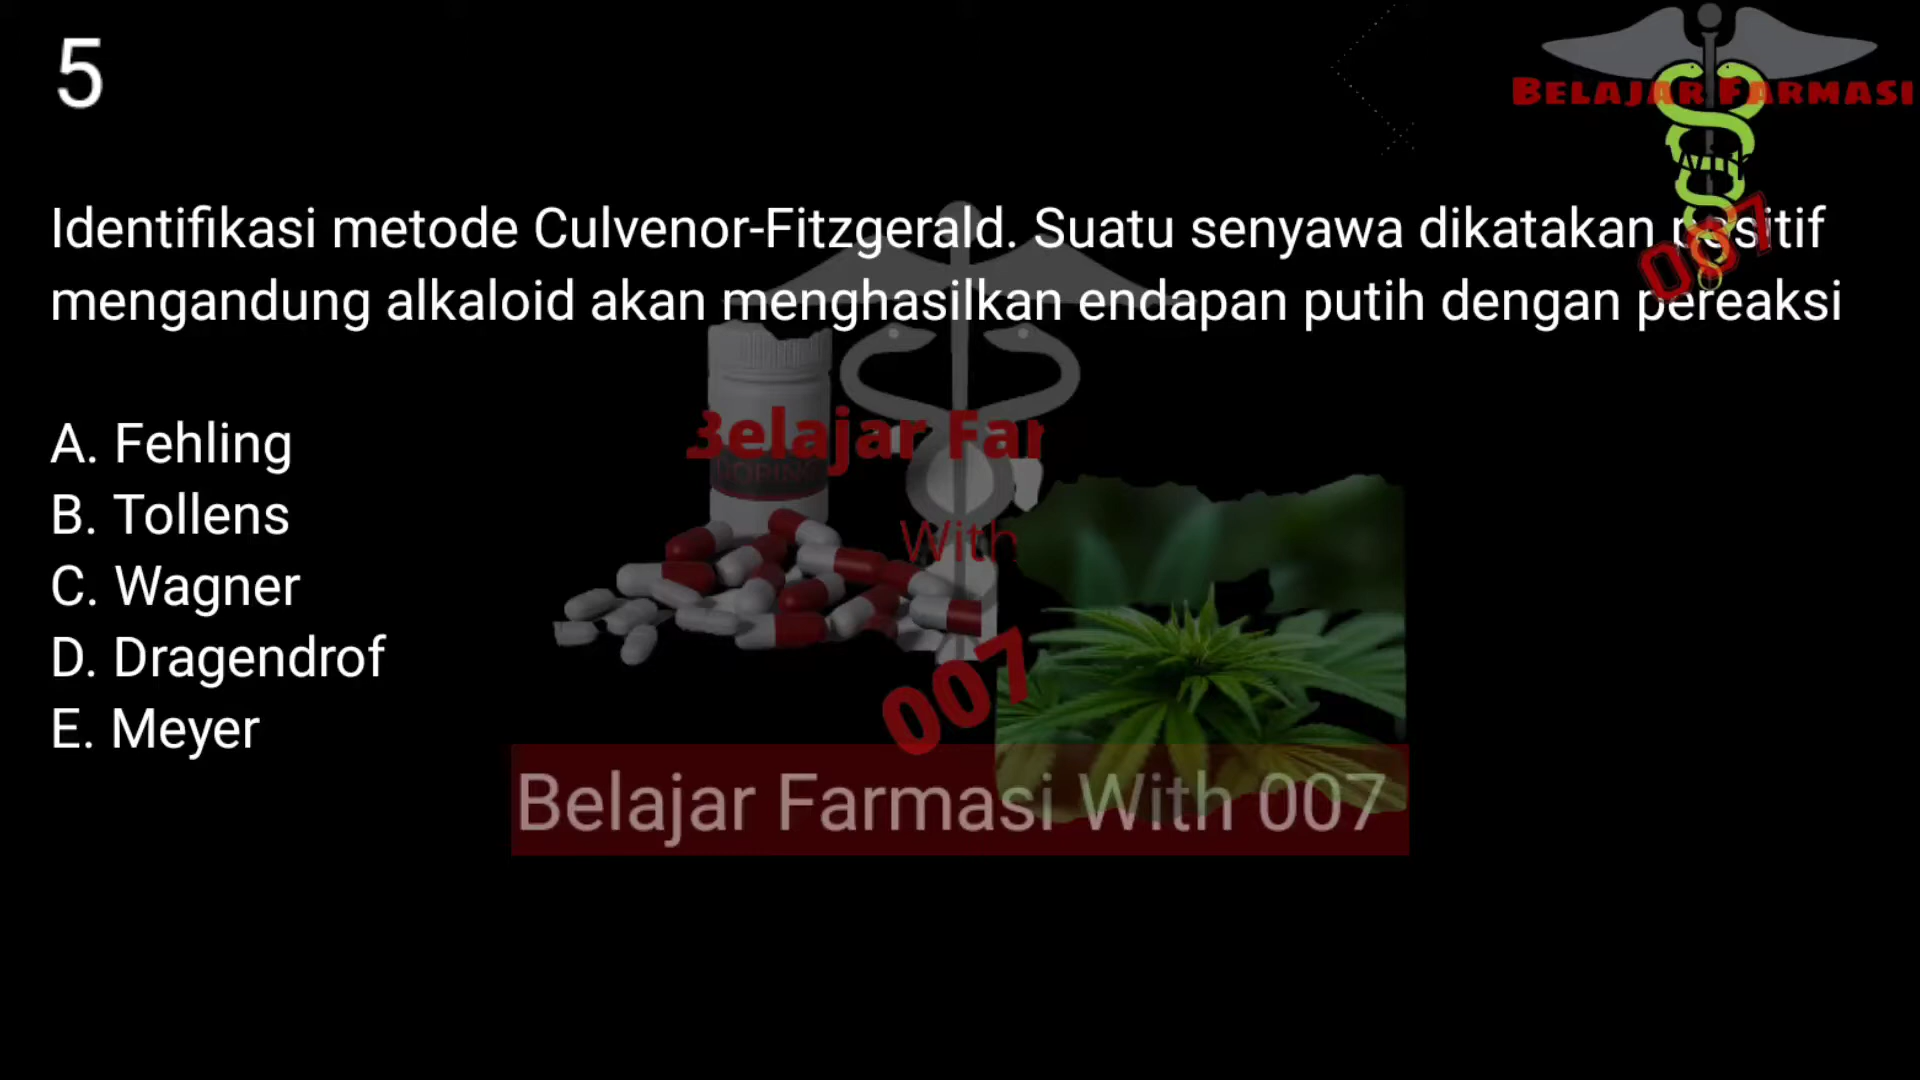 5
BELAJAR FARMASI
007
Identifikasi metode Culvenor-Fitzgerald. Suatu senyawa dikatakan positif
mengandung alkaloid akan menghasilkan endapan putih dengan pereaksi
A. Fehling
B. Tollens
C. Wagner
D. Dragendrof
E. Meyer
Belajar Far
With
007
Belajar Farmasi With 007